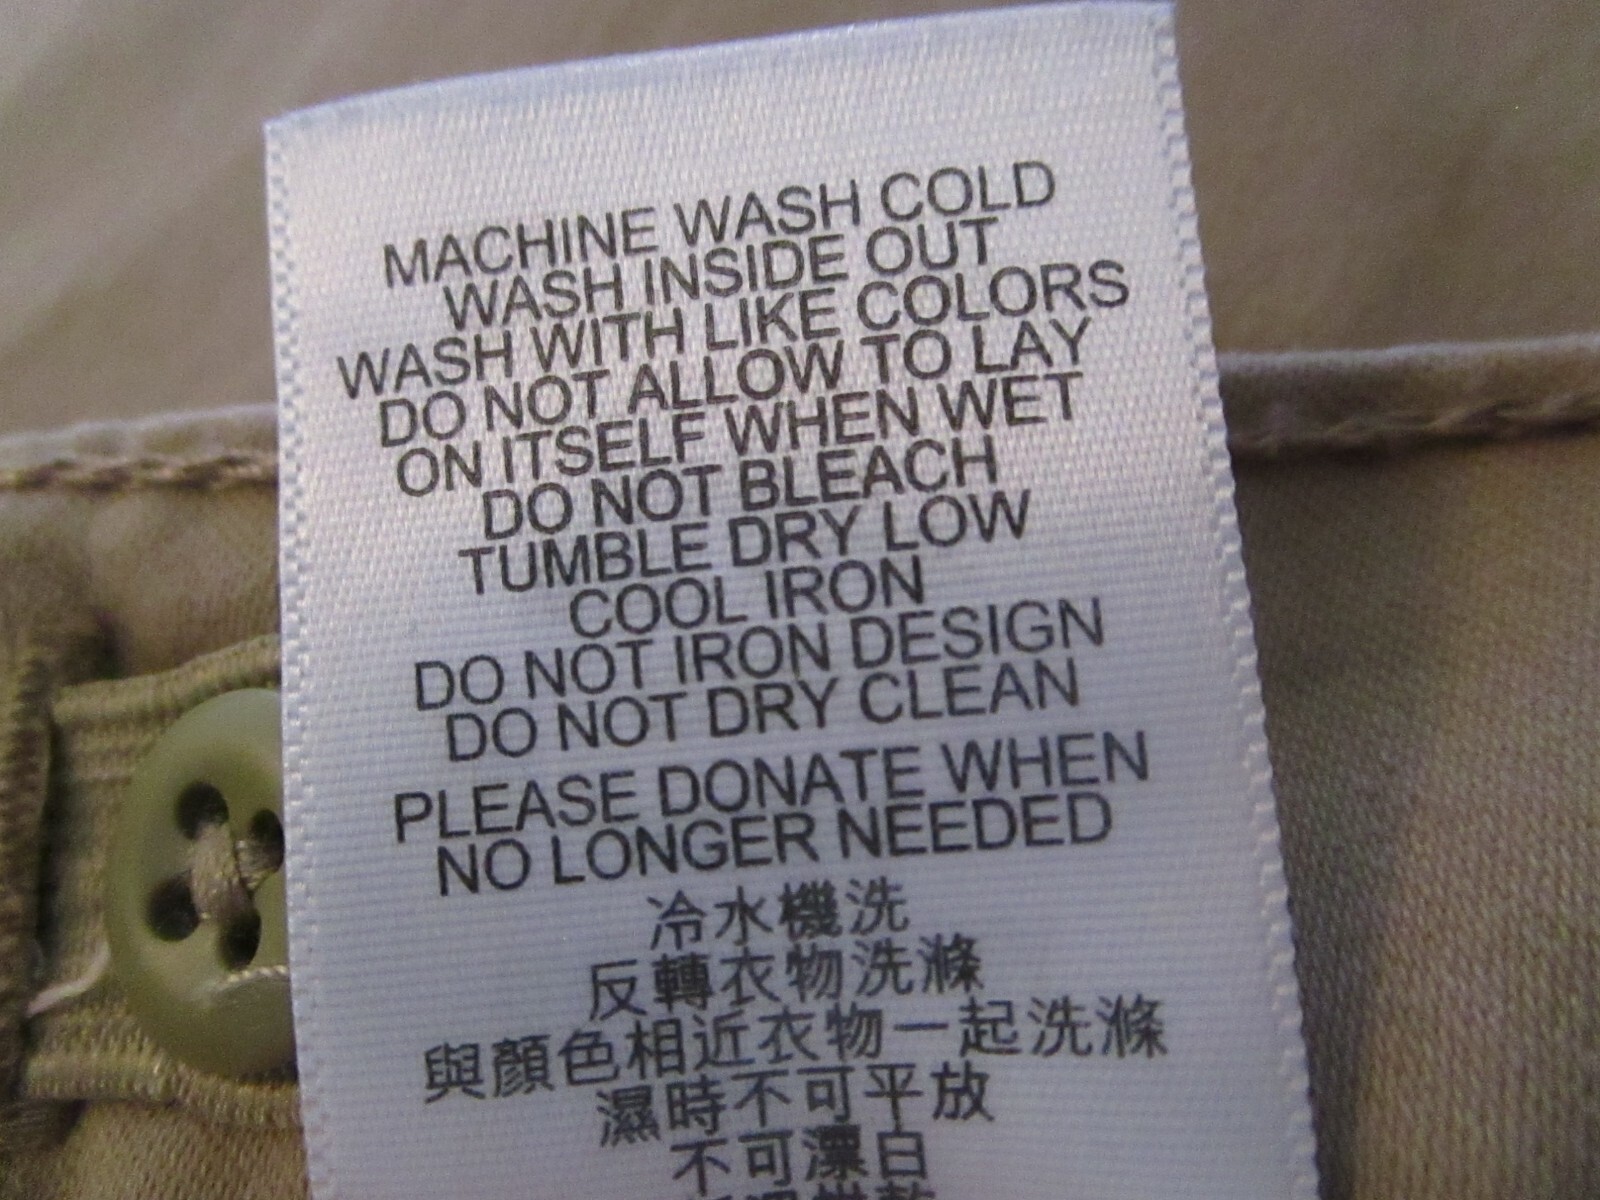 MACHINE WASH COLD
WASH INSIDE OUT
WASH WITH LIKE COLORS
DO NOT ALLOW TO LAY
ON ITSELF WHEN WET
DO NOT BLEACH
TUMBLE DRY LOW
COOL IRON
DO NOT IRON DESIGN
DO NOT DRY CLEAN
PLEASE DONATE WHEN
NO LONGER NEEDED
冷水機洗
反轉衣物洗滌
與顏色相近衣物一起洗滌
濕時不可平放
不可漂白